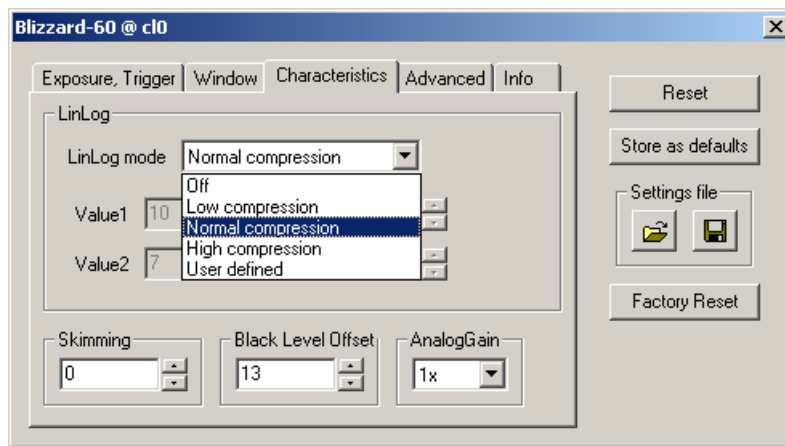 Blizzard-60 @ cl0
Exposure, Trigger Window Characteristics Advanced Info
LinLog
LinLog mode Normal compression
Off
Low compression
Normal compression
High compression
User defined
Value1 10
Value2 7
Skimming
0
Black Level Offset
13
AnalogGain
1x
Reset
Store as defaults
Settings file
Factory Reset